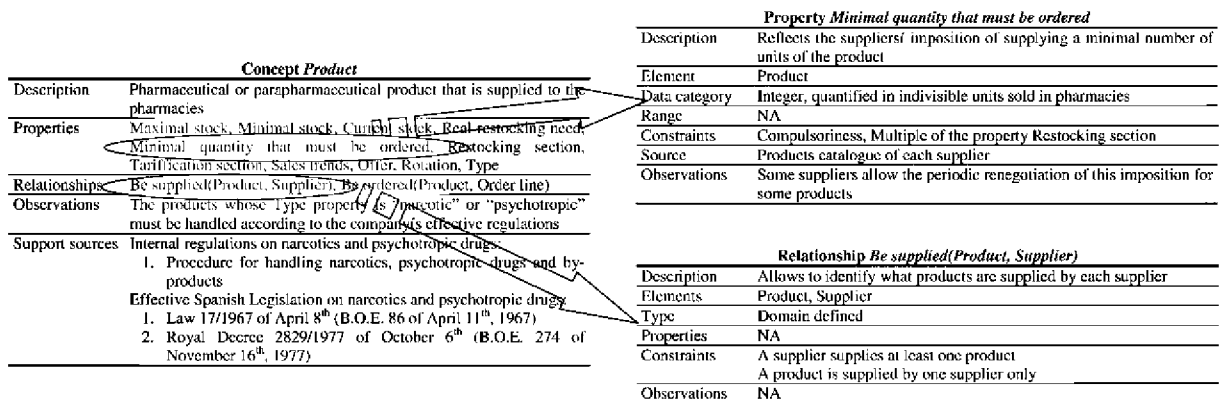 Concept Product
Description Pharmaceutical or parapharmaceutical product that is supplied to the
pharmacies
Properties Maximal stock, Minimal stock, Current stock, Real restocking need,
Minimal quantity that must be ordered, Restocking section,
Tariffication section, Sales trends, Offer, Rotation, Type
Relationships Be supplied(Product, Supplier), Be ordered(Product, Order line)
Observations The products whose Type property is "narcotic" or "psychotropic"
must be handled according to the companyís effective regulations
Support sources Internal regulations on narcotics and psychotropic drugs:
1. Procedure for handling narcotics, psychotropic drugs and by-
products
Effective Spanish Legislation on narcotics and psychotropic drugs:
1. Law 17/1967 of April 8th (B.O.E. 86 of April 11th, 1967)
2. Royal Decree 2829/1977 of October 6th (B.O.E. 274 of
November 16th, 1977)
Property Minimal quantity that must be ordered
Description Reflects the suppliersí imposition of supplying a minimal number of
units of the product
Element Product
Data category Integer, quantified in indivisible units sold in pharmacies
Range NA
Constraints Compulsoriness, Multiple of the property Restocking section
Source Products catalogue of each supplier
Observations Some suppliers allow the periodic renegotiation of this imposition for
some products
Relationship Be supplied(Product, Supplier)
Description Allows to identify what products are supplied by each supplier
Elements Product, Supplier
Type Domain defined
Properties NA
Constraints A supplier supplies at least one product
A product is supplied by one supplier only
Observations NA